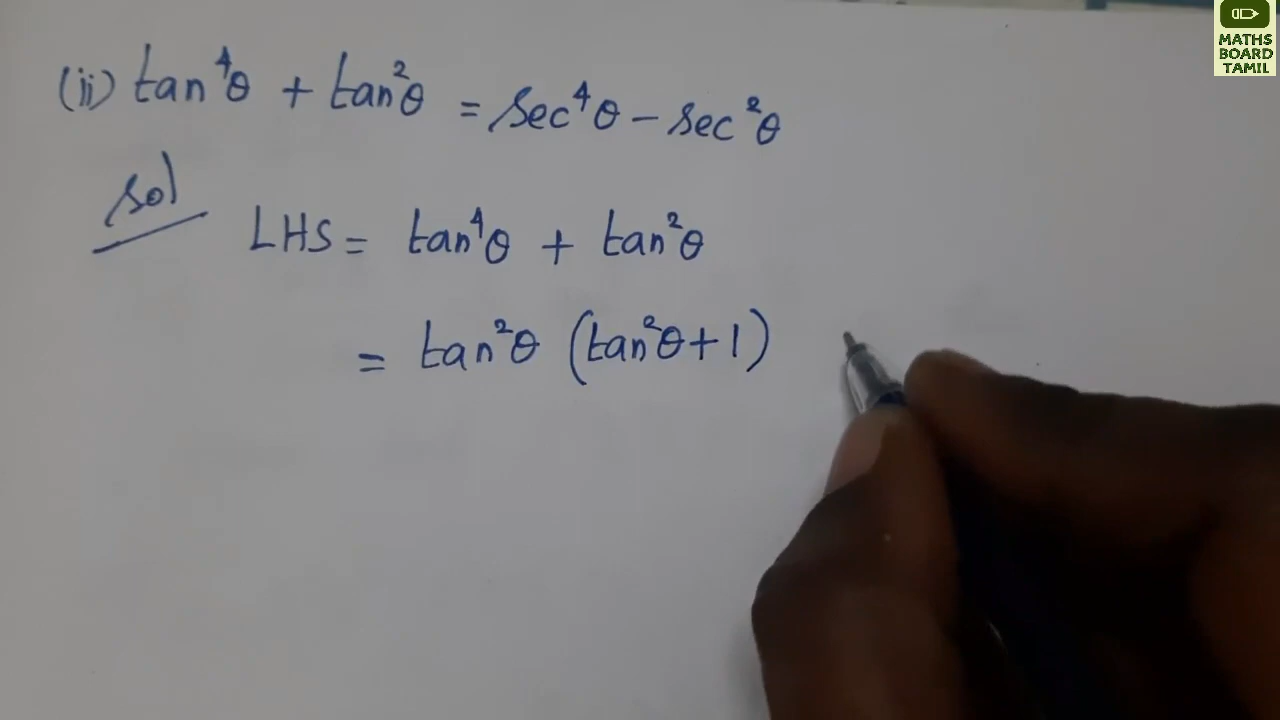 (ii) tan⁴θ + tan²θ = sec⁴θ - sec²θ
sol
LHS = tan⁴θ + tan²θ
= tan²θ (tan²θ+1)
MATHS
BOARD
TAMIL